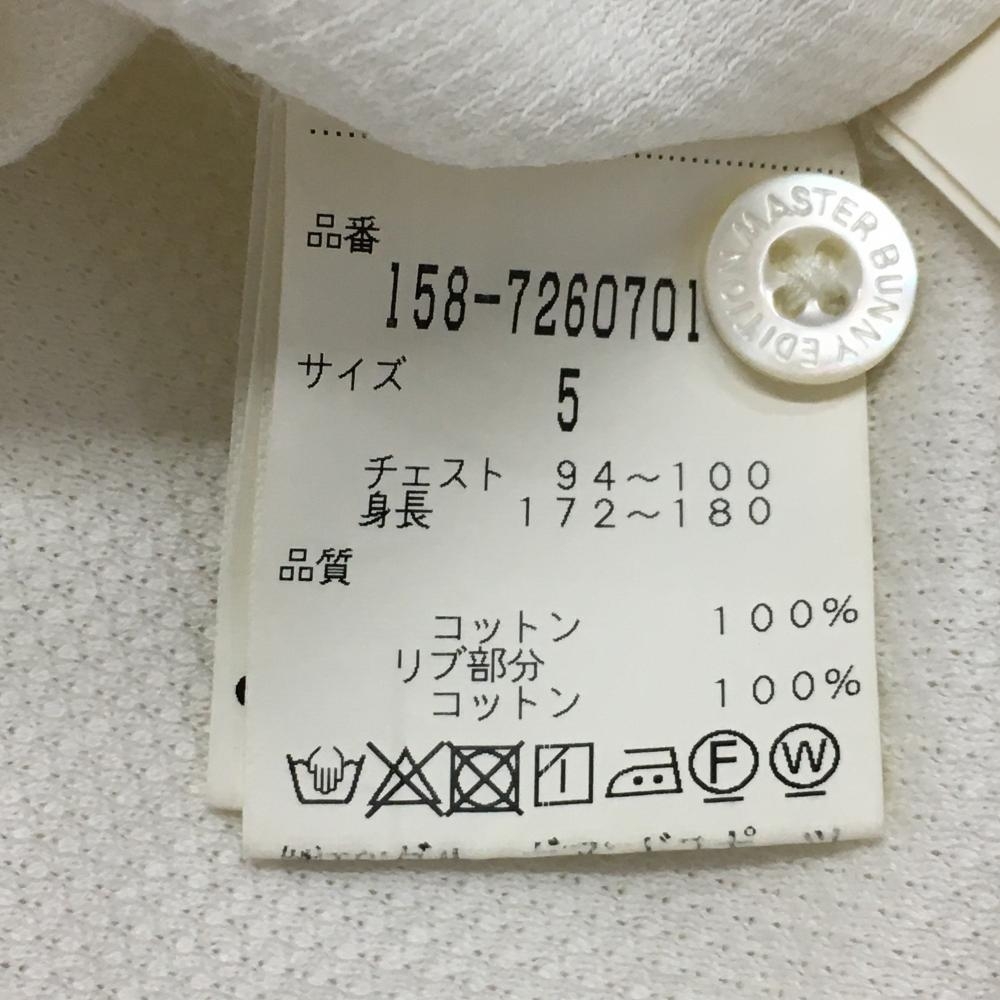 品番
158-7260701
サイズ
5
チェスト 94～100
身長 172～180
品質
コットン 100%
リブ部分
コットン 100%
F W
MASTER BUNNY EDITION